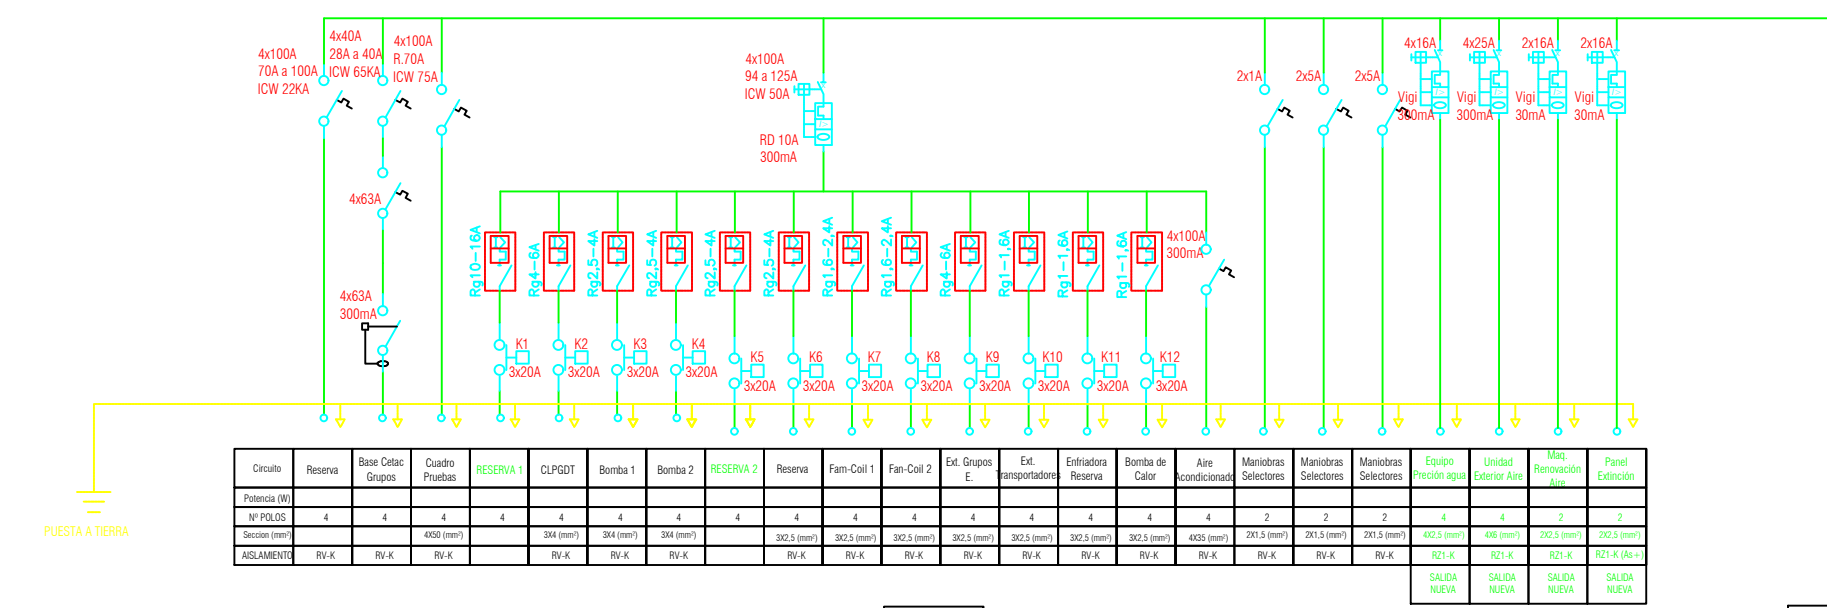 4x100A
70A a 100A
ICW 22KA
4x40A
28A a 40A
ICW 65KA
4x100A
R.70A
ICW 75A
4x63A
4x63A
300mA
4x100A
94 a 125A
ICW 50A
RD 10A
300mA
2x1A
2x5A
2x5A
4x16A
Vigi
300mA
4x25A
Vigi
300mA
2x16A
Vigi
30mA
2x16A
Vigi
30mA
Rg10-16A
Rg4-6A
Rg2,5-4A
Rg2,5-4A
Rg2,5-4A
Rg2,5-4A
Rg1,6-2,4A
Rg1,6-2,4A
Rg4-6A
Rg1-1,6A
Rg1-1,6A
Rg1-1,6A
4x100A
300mA
K1
3x20A
K2
3x20A
K3
3x20A
K4
3x20A
K5
3x20A
K6
3x20A
K7
3x20A
K8
3x20A
K9
3x20A
K10
3x20A
K11
3x20A
K12
3x20A
PUESTA A TIERRA
Circuito
Reserva
Base Cetac
Grupos
Cuadro
Pruebas
RESERVA 1
CLPGDT
Bomba 1
Bomba 2
RESERVA 2
Reserva
Fam-Coil 1
Fan-Coil 2
Ext. Grupos
E.
Ext.
Transportadores
Enfriadora
Reserva
Bomba de
Calor
Aire
Acondicionado
Maniobras
Selectores
Maniobras
Selectores
Maniobras
Selectores
Equipo
Preción agua
Unidad
Exterior Aire
Maq.
Renovación
Aire
Panel
Extinción
Potencia (W)
Nº POLOS 4 4 4 4 4 4 4 4 4 4 4 4 4 4 4 4 2 2 2 4 4 2 2
Seccion (mm²) 4X50 (mm²) 3X4 (mm²) 3X4 (mm²) 3X4 (mm²) 3X2,5 (mm²) 3X2,5 (mm²) 3X2,5 (mm²) 3X2,5 (mm²) 3X2,5 (mm²) 3X2,5 (mm²) 3X2,5 (mm²) 4X35 (mm²) 2X1,5 (mm²) 2X1,5 (mm²) 2X1,5 (mm²) 4X2,5 (mm²) 4X6 (mm²) 2X2,5 (mm²) 2X2,5 (mm²)
AISLAMIENTO RV-K RV-K RV-K RV-K RV-K RV-K RV-K RV-K RV-K RV-K RV-K RV-K RV-K RV-K RV-K RV-K RV-K RZ1-K RZ1-K RZ1-K RZ1-K (As+)
SALIDA
NUEVA
SALIDA
NUEVA
SALIDA
NUEVA
SALIDA
NUEVA